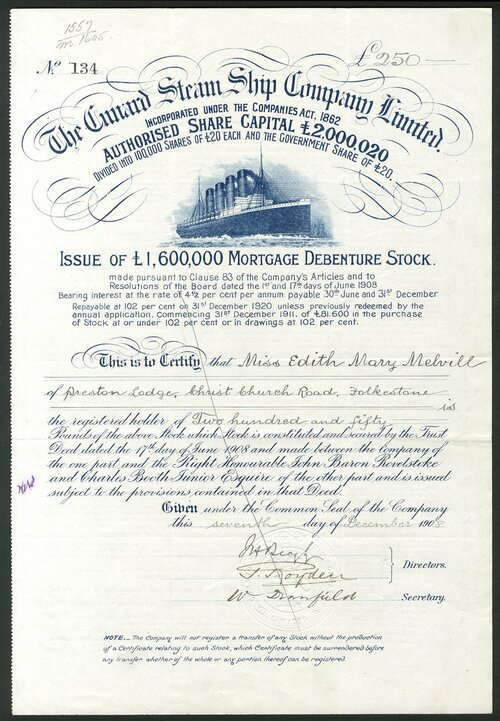 1557
m 1605
№ 134
£250 —
The Cunard Steam Ship Company Limited.
INCORPORATED UNDER THE COMPANIES ACT, 1862
AUTHORISED SHARE CAPITAL £2,000,020
DIVIDED INTO 100,000 SHARES OF £20 EACH AND THE GOVERNMENT SHARE OF £20.
ISSUE OF £1,600,000 MORTGAGE DEBENTURE STOCK.
made pursuant to Clause 83 of the Company's Articles and to
Resolutions of the Board dated the 1st and 17th days of June 1908
Bearing interest at the rate of 4½ per cent per annum payable 30th June and 31st December
Repayable at 102 per cent on 31st December 1920 unless previously redeemed by the
annual application, Commencing 31st December 1911, of £81,600 in the purchase
of Stock at or under 102 per cent or in drawings at 102 per cent.
This is to Certify that Miss Edith Mary Melvill
of Preston Lodge, Christ Church Road, Folkestone
is
the registered holder of Two hundred and fifty
Pounds of the above Stock which Stock is constituted and secured by the Trust
Deed dated the 17th day of June 1908 and made between the Company of
the one part and the Right Honourable John Baron Revelstoke
and Charles Booth Junior Esquire of the other part and is issued
subject to the provisions contained in that Deed.
Given under the Common Seal of the Company
this seventh day of December 1908
Directors.
T. Royden
W. Dranfield Secretary.
NOTE._ The Company will not register a transfer of any Stock without the production
of a Certificate relating to such Stock, which Certificate must be surrendered before
any transfer whether of the whole or any portion thereof can be registered.